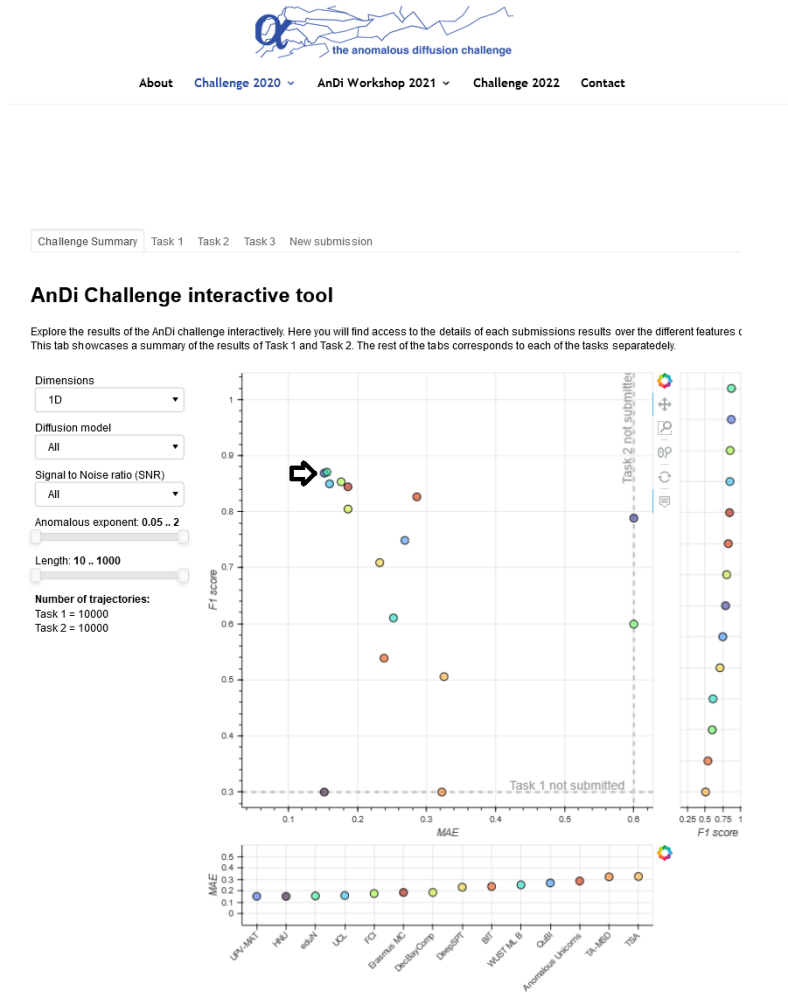 α
the anomalous diffusion challenge
About Challenge 2020 AnDi Workshop 2021 Challenge 2022 Contact
Challenge Summary Task 1 Task 2 Task 3 New submission
AnDi Challenge interactive tool
Explore the results of the AnDi challenge interactively. Here you will find access to the details of each submissions results over the different features o
This tab showcases a summary of the results of Task 1 and Task 2. The rest of the tabs corresponds to each of the tasks separatedely.
Dimensions
1D
Diffusion model
All
Signal to Noise ratio (SNR)
All
Anomalous exponent: 0.05 .. 2
Length: 10 .. 1000
Number of trajectories:
Task 1 = 10000
Task 2 = 10000
F1 score
1
0.9
0.8
0.7
0.6
0.5
0.4
0.3
Task 2 not submitted
Task 1 not submitted
0.1 0.2 0.3 0.4 0.5 0.6
MAE
0.25 0.5 0.75 1
F1 score
MAE
0.5
0.4
0.3
0.2
0.1
0
UPV-MAT
HNU
eduN
UCL
FCI
Erasmus MC
DecBayComp
DeepSPT
BIT
WUST ML B
QuBI
Anomalous Unicorns
TA-MSD
TSA